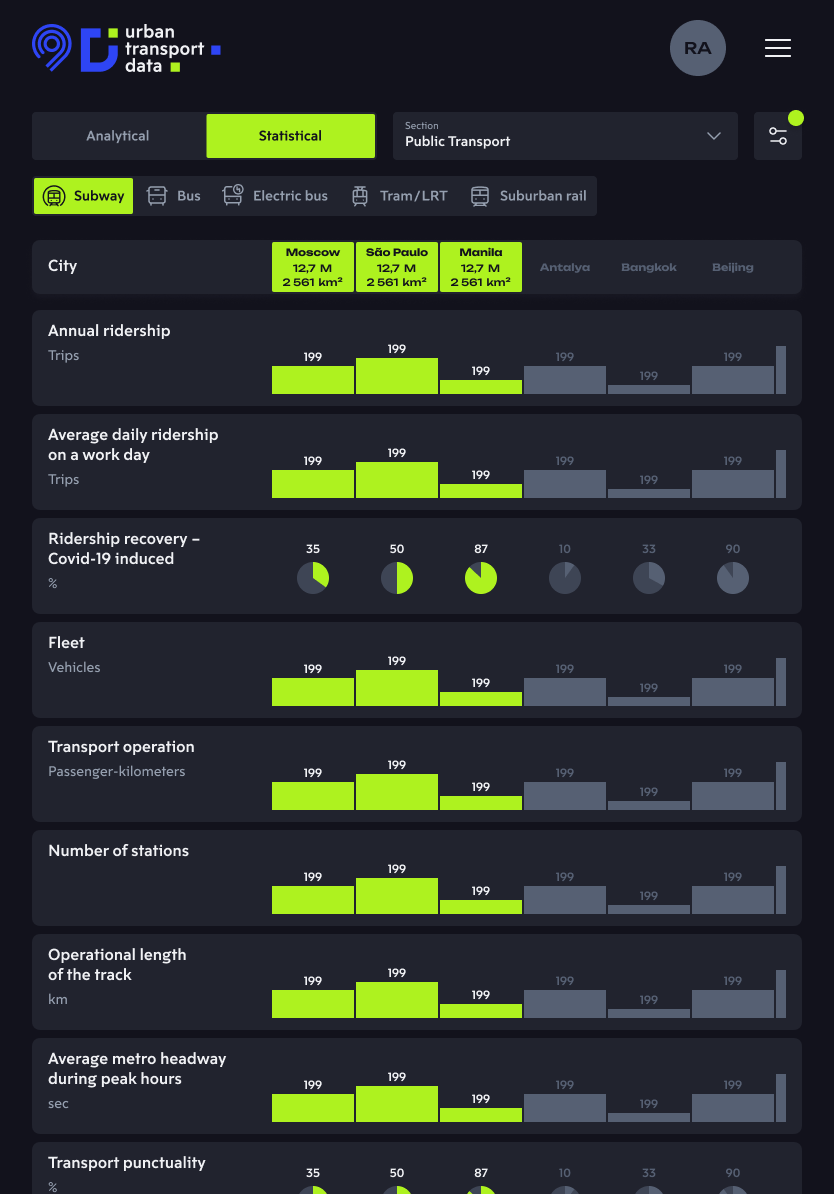 urban
transport
data
RA
Analytical
Statistical
Section
Public Transport
Subway
Bus
Electric bus
Tram/LRT
Suburban rail
City
Moscow
12,7 M
2 561 km²
São Paulo
12,7 M
2 561 km²
Manila
12,7 M
2 561 km²
Antalya
Bangkok
Beijing
Annual ridership
Trips
199
199
199
199
199
199
Average daily ridership
on a work day
Trips
199
199
199
199
199
199
Ridership recovery –
Covid-19 induced
%
35
50
87
10
33
90
Fleet
Vehicles
199
199
199
199
199
199
Transport operation
Passenger-kilometers
199
199
199
199
199
199
Number of stations
199
199
199
199
199
199
Operational length
of the track
km
199
199
199
199
199
199
Average metro headway
during peak hours
sec
199
199
199
199
199
199
Transport punctuality
%
35
50
87
10
33
90